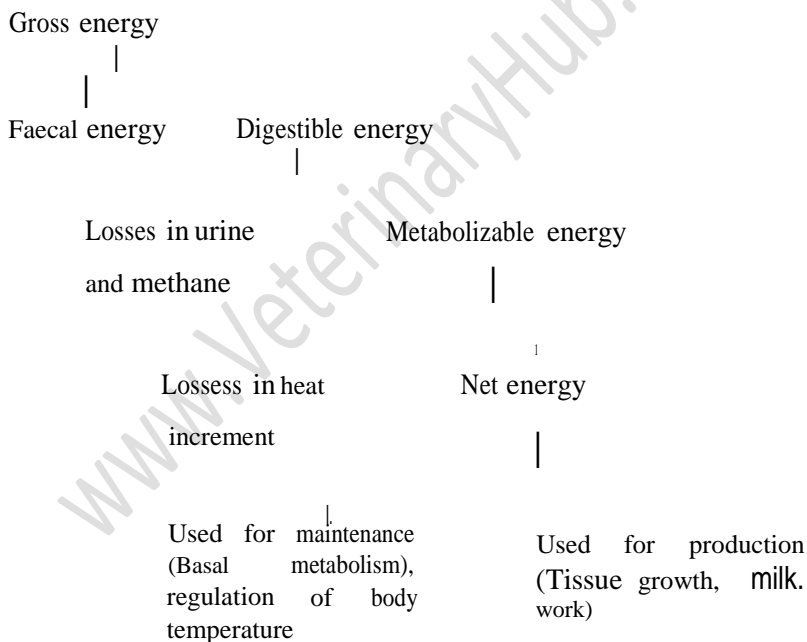 Gross energy
Faecal energy Digestible energy
Losses in urine Metabolizable energy
and methane
Lossess in heat Net energy
increment
Used for maintenance
(Basal metabolism),
regulation of body
temperature
Used for production
(Tissue growth, milk.
work)
www.VeterinaryHub.